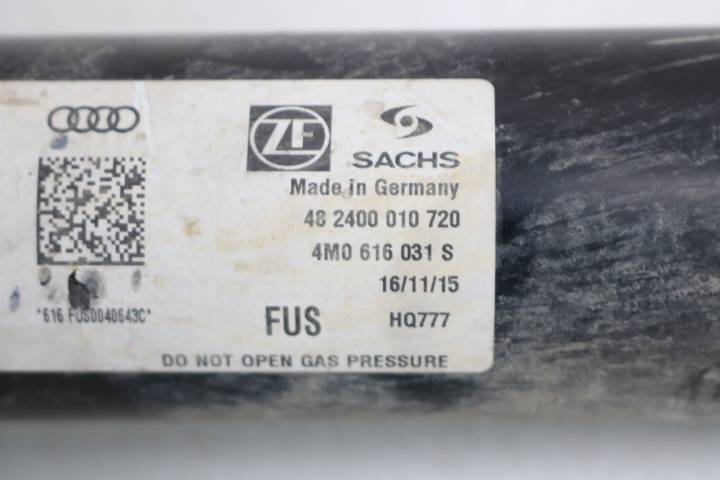 ZF SACHS
Made in Germany
48 2400 010 720
4M0 616 031 S
16/11/15
FUS HQ777
*616 FUS0040643C*
DO NOT OPEN GAS PRESSURE